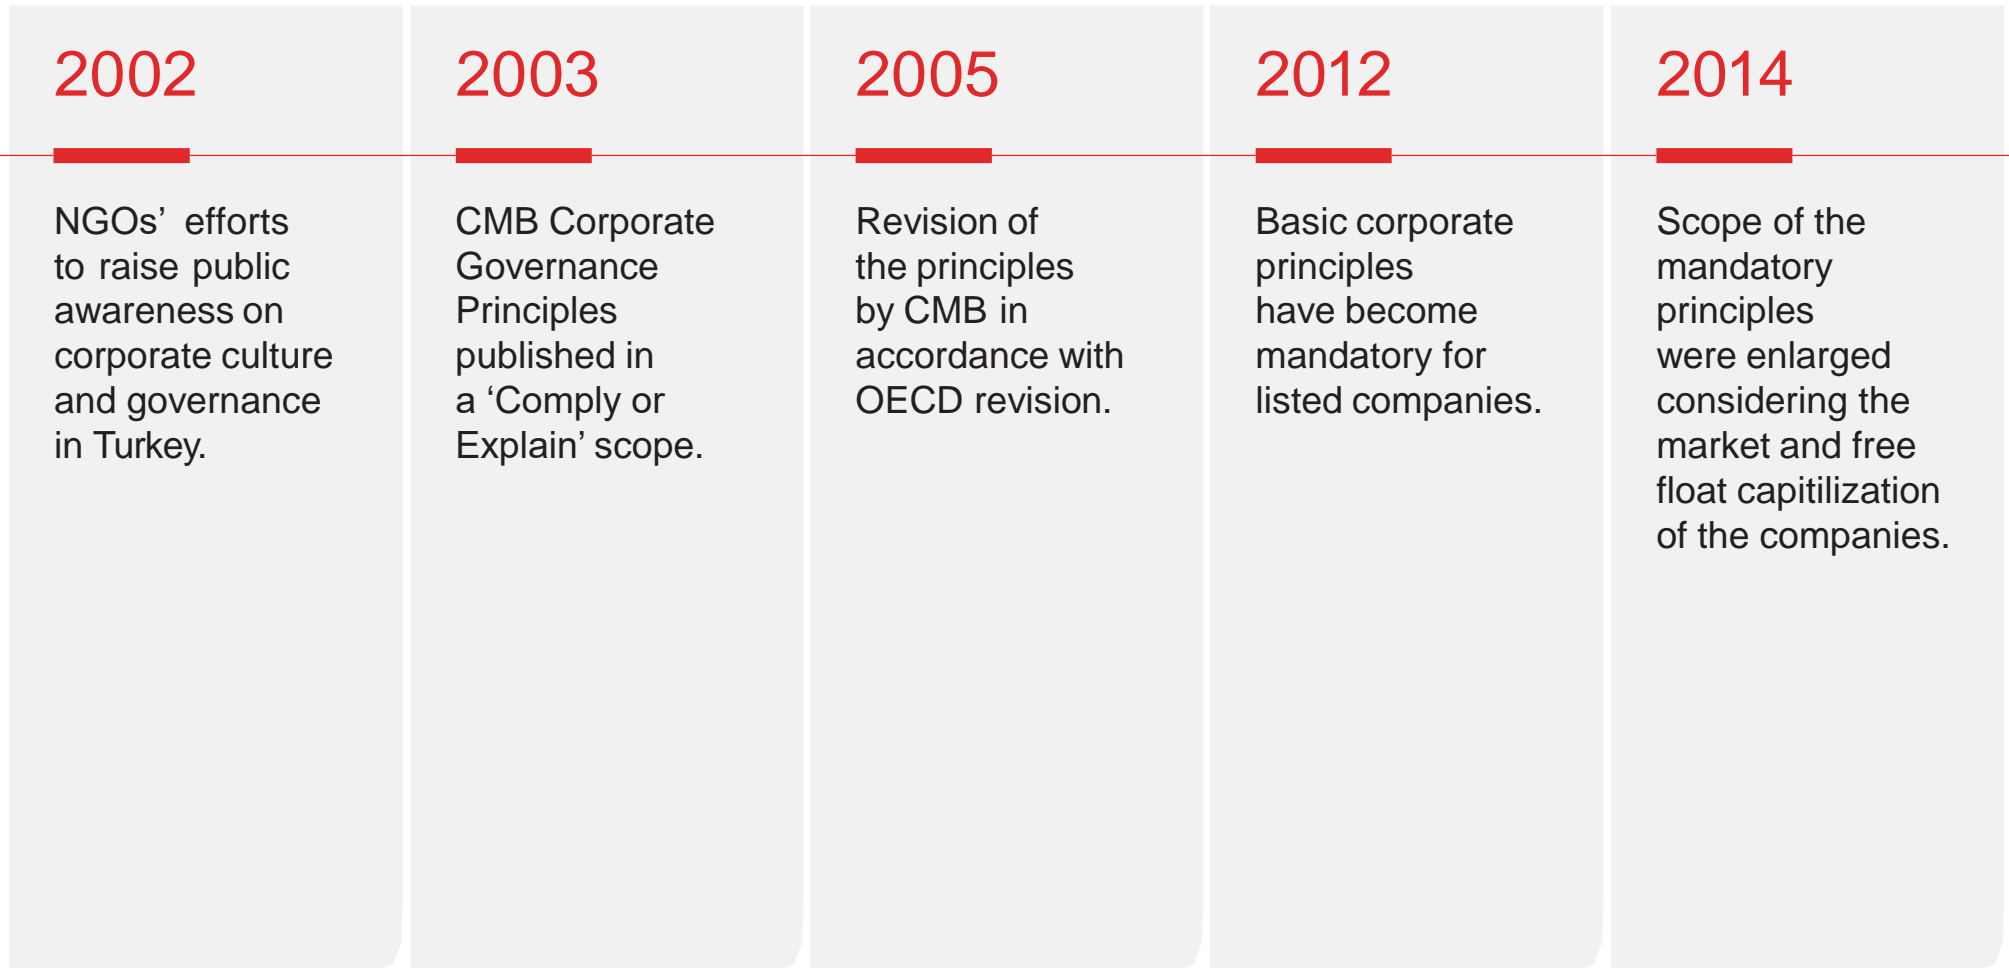 2002
NGOs’ efforts
to raise public
awareness on
corporate culture
and governance
in Turkey.
2003
CMB Corporate
Governance
Principles
published in
a ‘Comply or
Explain’ scope.
2005
Revision of
the principles
by CMB in
accordance with
OECD revision.
2012
Basic corporate
principles
have become
mandatory for
listed companies.
2014
Scope of the
mandatory
principles
were enlarged
considering the
market and free
float capitilization
of the companies.